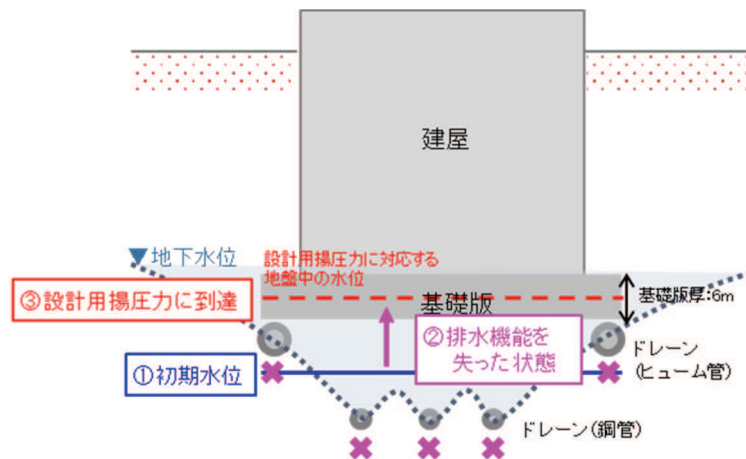 建屋
▼地下水位
設計用揚圧力に対応する
地盤中の水位
③設計用揚圧力に到達
基礎版
基礎版厚:6m
②排水機能を
失った状態
ドレーン
(ヒューム管)
①初期水位
ドレーン(鋼管)